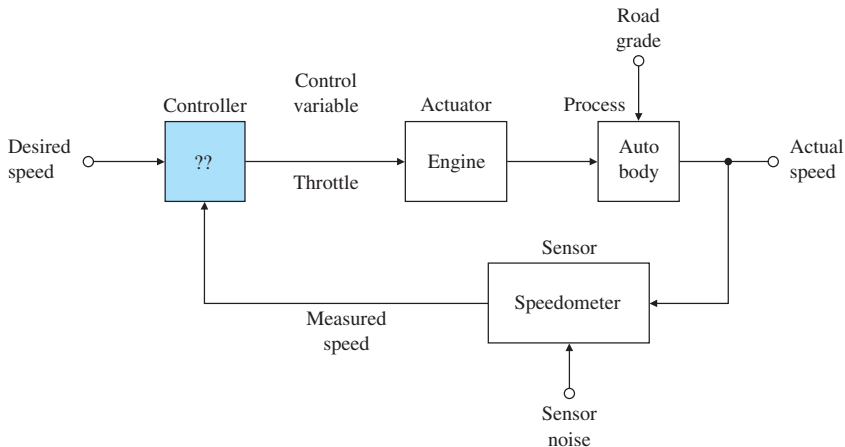 Road
grade
Control
variable
Controller
Actuator
Process
Desired
speed
??
Throttle
Engine
Auto
body
Actual
speed
Sensor
Speedometer
Measured
speed
Sensor
noise